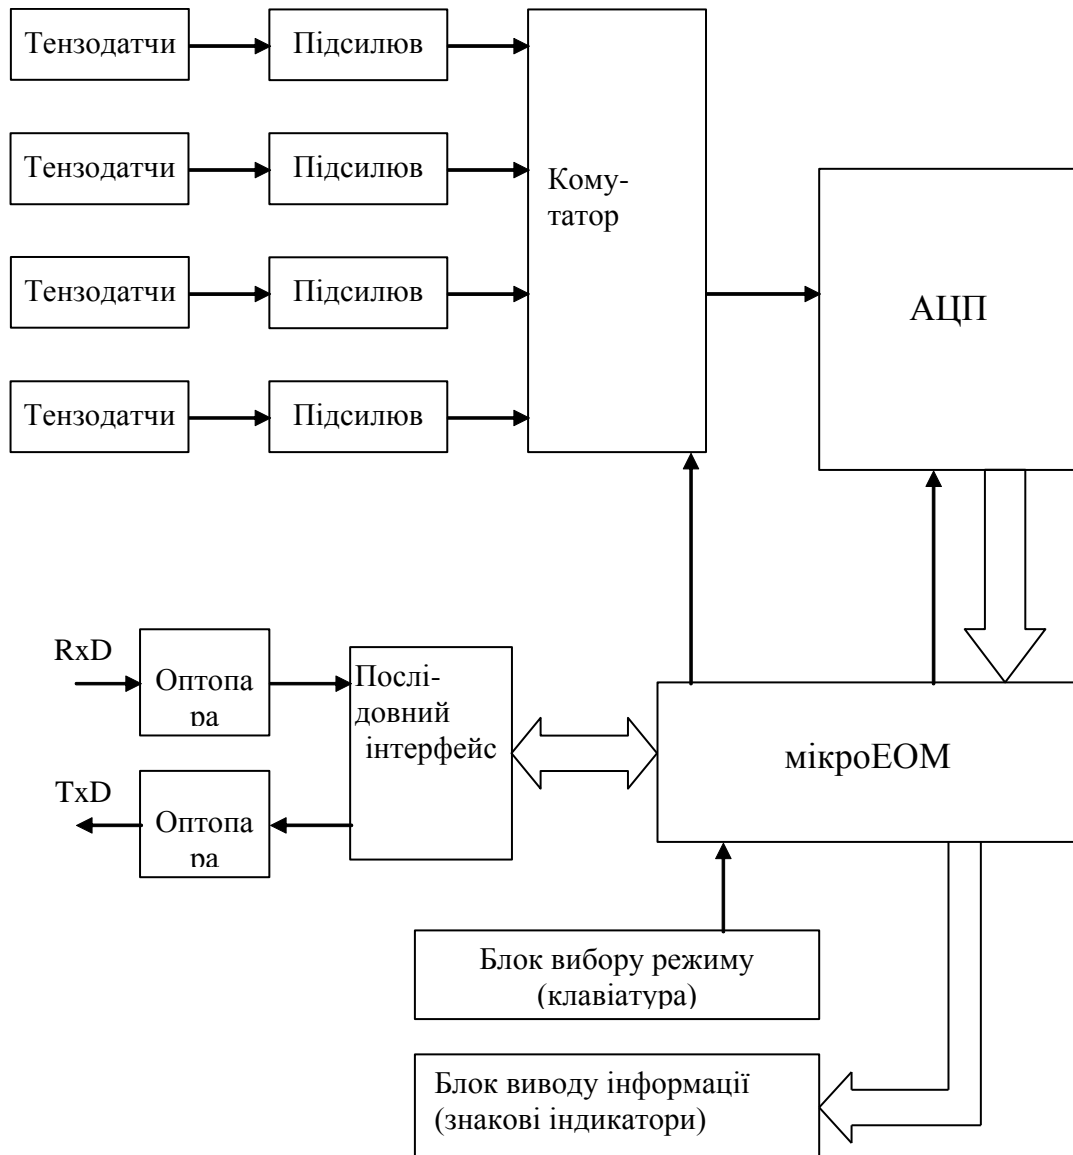 Тензодатчи
Підсилюв
Тензодатчи
Підсилюв
Кому-
татор
Тензодатчи
Підсилюв
АЦП
Тензодатчи
Підсилюв
RxD
Оптопа
ра
Послі-
довний
інтерфейс
мікроЕОМ
TxD
Оптопа
ра
Блок вибору режиму
(клавіатура)
Блок виводу інформації
(знакові індикатори)